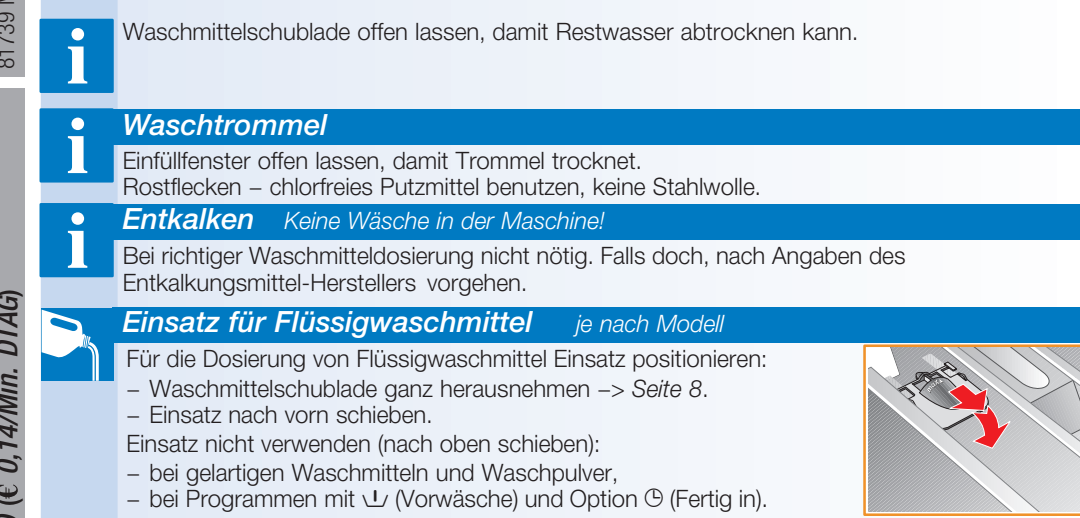 Waschmittelschublade offen lassen, damit Restwasser abtrocknen kann.
Waschtrommel
Einfüllfenster offen lassen, damit Trommel trocknet.
Rostflecken – chlorfreies Putzmittel benutzen, keine Stahlwolle.
Entkalken Keine Wäsche in der Maschine!
Bei richtiger Waschmitteldosierung nicht nötig. Falls doch, nach Angaben des
Entkalkungsmittel-Herstellers vorgehen.
Einsatz für Flüssigwaschmittel je nach Modell
Für die Dosierung von Flüssigwaschmittel Einsatz positionieren:
– Waschmittelschublade ganz herausnehmen –> Seite 8.
– Einsatz nach vorn schieben.
Einsatz nicht verwenden (nach oben schieben):
– bei gelartigen Waschmitteln und Waschpulver,
– bei Programmen mit (Vorwäsche) und Option (Fertig in).
81739
(€ 0,14/Min. DTAG)